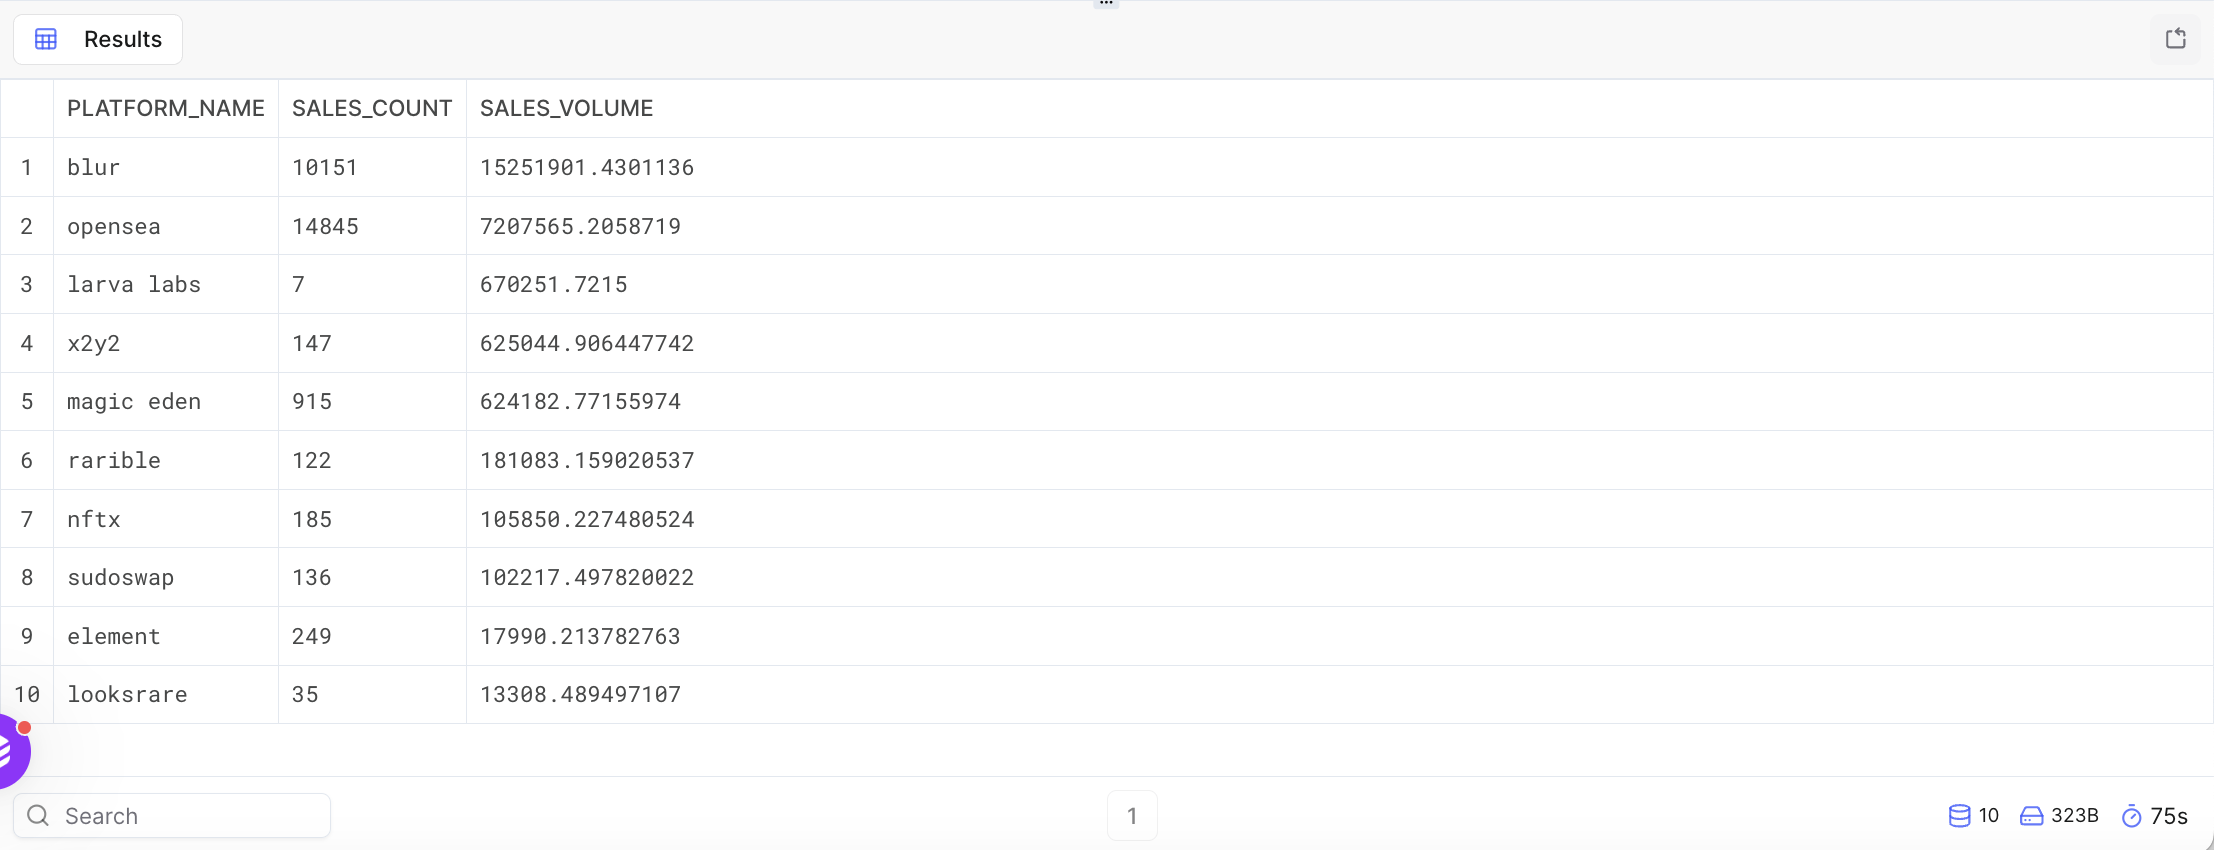 ...
Results
PLATFORM_NAME SALES_COUNT SALES_VOLUME
1 blur 10151 15251901.4301136
2 opensea 14845 7207565.2058719
3 larva labs 7 670251.7215
4 x2y2 147 625044.906447742
5 magic eden 915 624182.77155974
6 rarible 122 181083.159020537
7 nftx 185 105850.227480524
8 sudoswap 136 102217.497820022
9 element 249 17990.213782763
10 looksrare 35 13308.489497107
Search 1 10 323B 75s